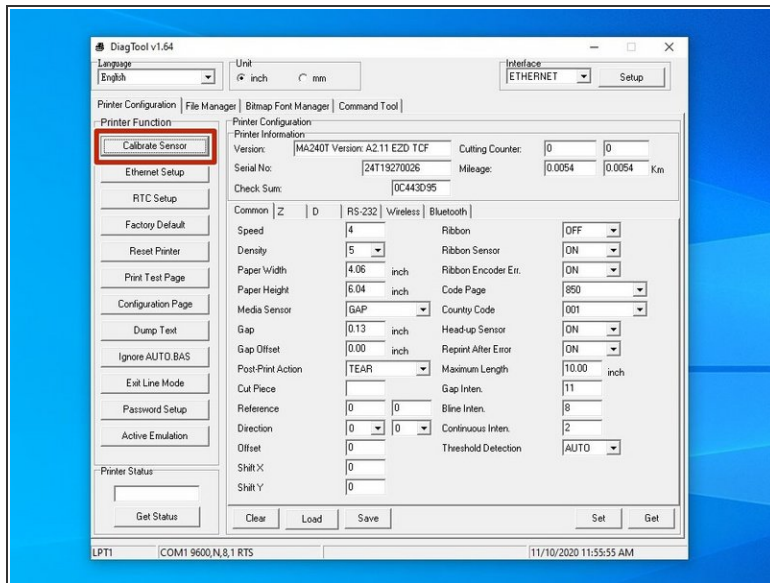 DiagTool v1.64
Language
English
Unit
inch
mm
Interface
ETHERNET
Setup
Printer Configuration File Manager Bitmap Font Manager Command Tool
Printer Function
Calibrate Sensor
Ethernet Setup
RTC Setup
Factory Default
Reset Printer
Print Test Page
Configuration Page
Dump Text
Ignore AUTO.BAS
Exit Line Mode
Password Setup
Active Emulation
Printer Status
Get Status
Printer Configuration
Printer Information
Version: MA240T Version: A2.11 EZD TCF Cutting Counter: 0 0
Serial No: 24T19270026 Mileage: 0.0054 0.0054 Km
Check Sum: 0C443D95
Common Z D RS-232 Wireless Bluetooth
Speed 4 Ribbon OFF
Density 5 Ribbon Sensor ON
Paper Width 4.06 inch Ribbon Encoder Err. ON
Paper Height 6.04 inch Code Page 850
Media Sensor GAP Country Code 001
Gap 0.13 inch Head-up Sensor ON
Gap Offset 0.00 inch Reprint After Error ON
Post-Print Action TEAR Maximum Length 10.00 inch
Cut Piece Gap Inten. 11
Reference 0 0 Bline Inten. 8
Direction 0 0 Continuous Inten. 2
Offset 0 Threshold Detection AUTO
Shift X 0
Shift Y 0
Clear Load Save Set Get
LPT1 COM1 9600,N,8,1 RTS 11/10/2020 11:55:55 AM